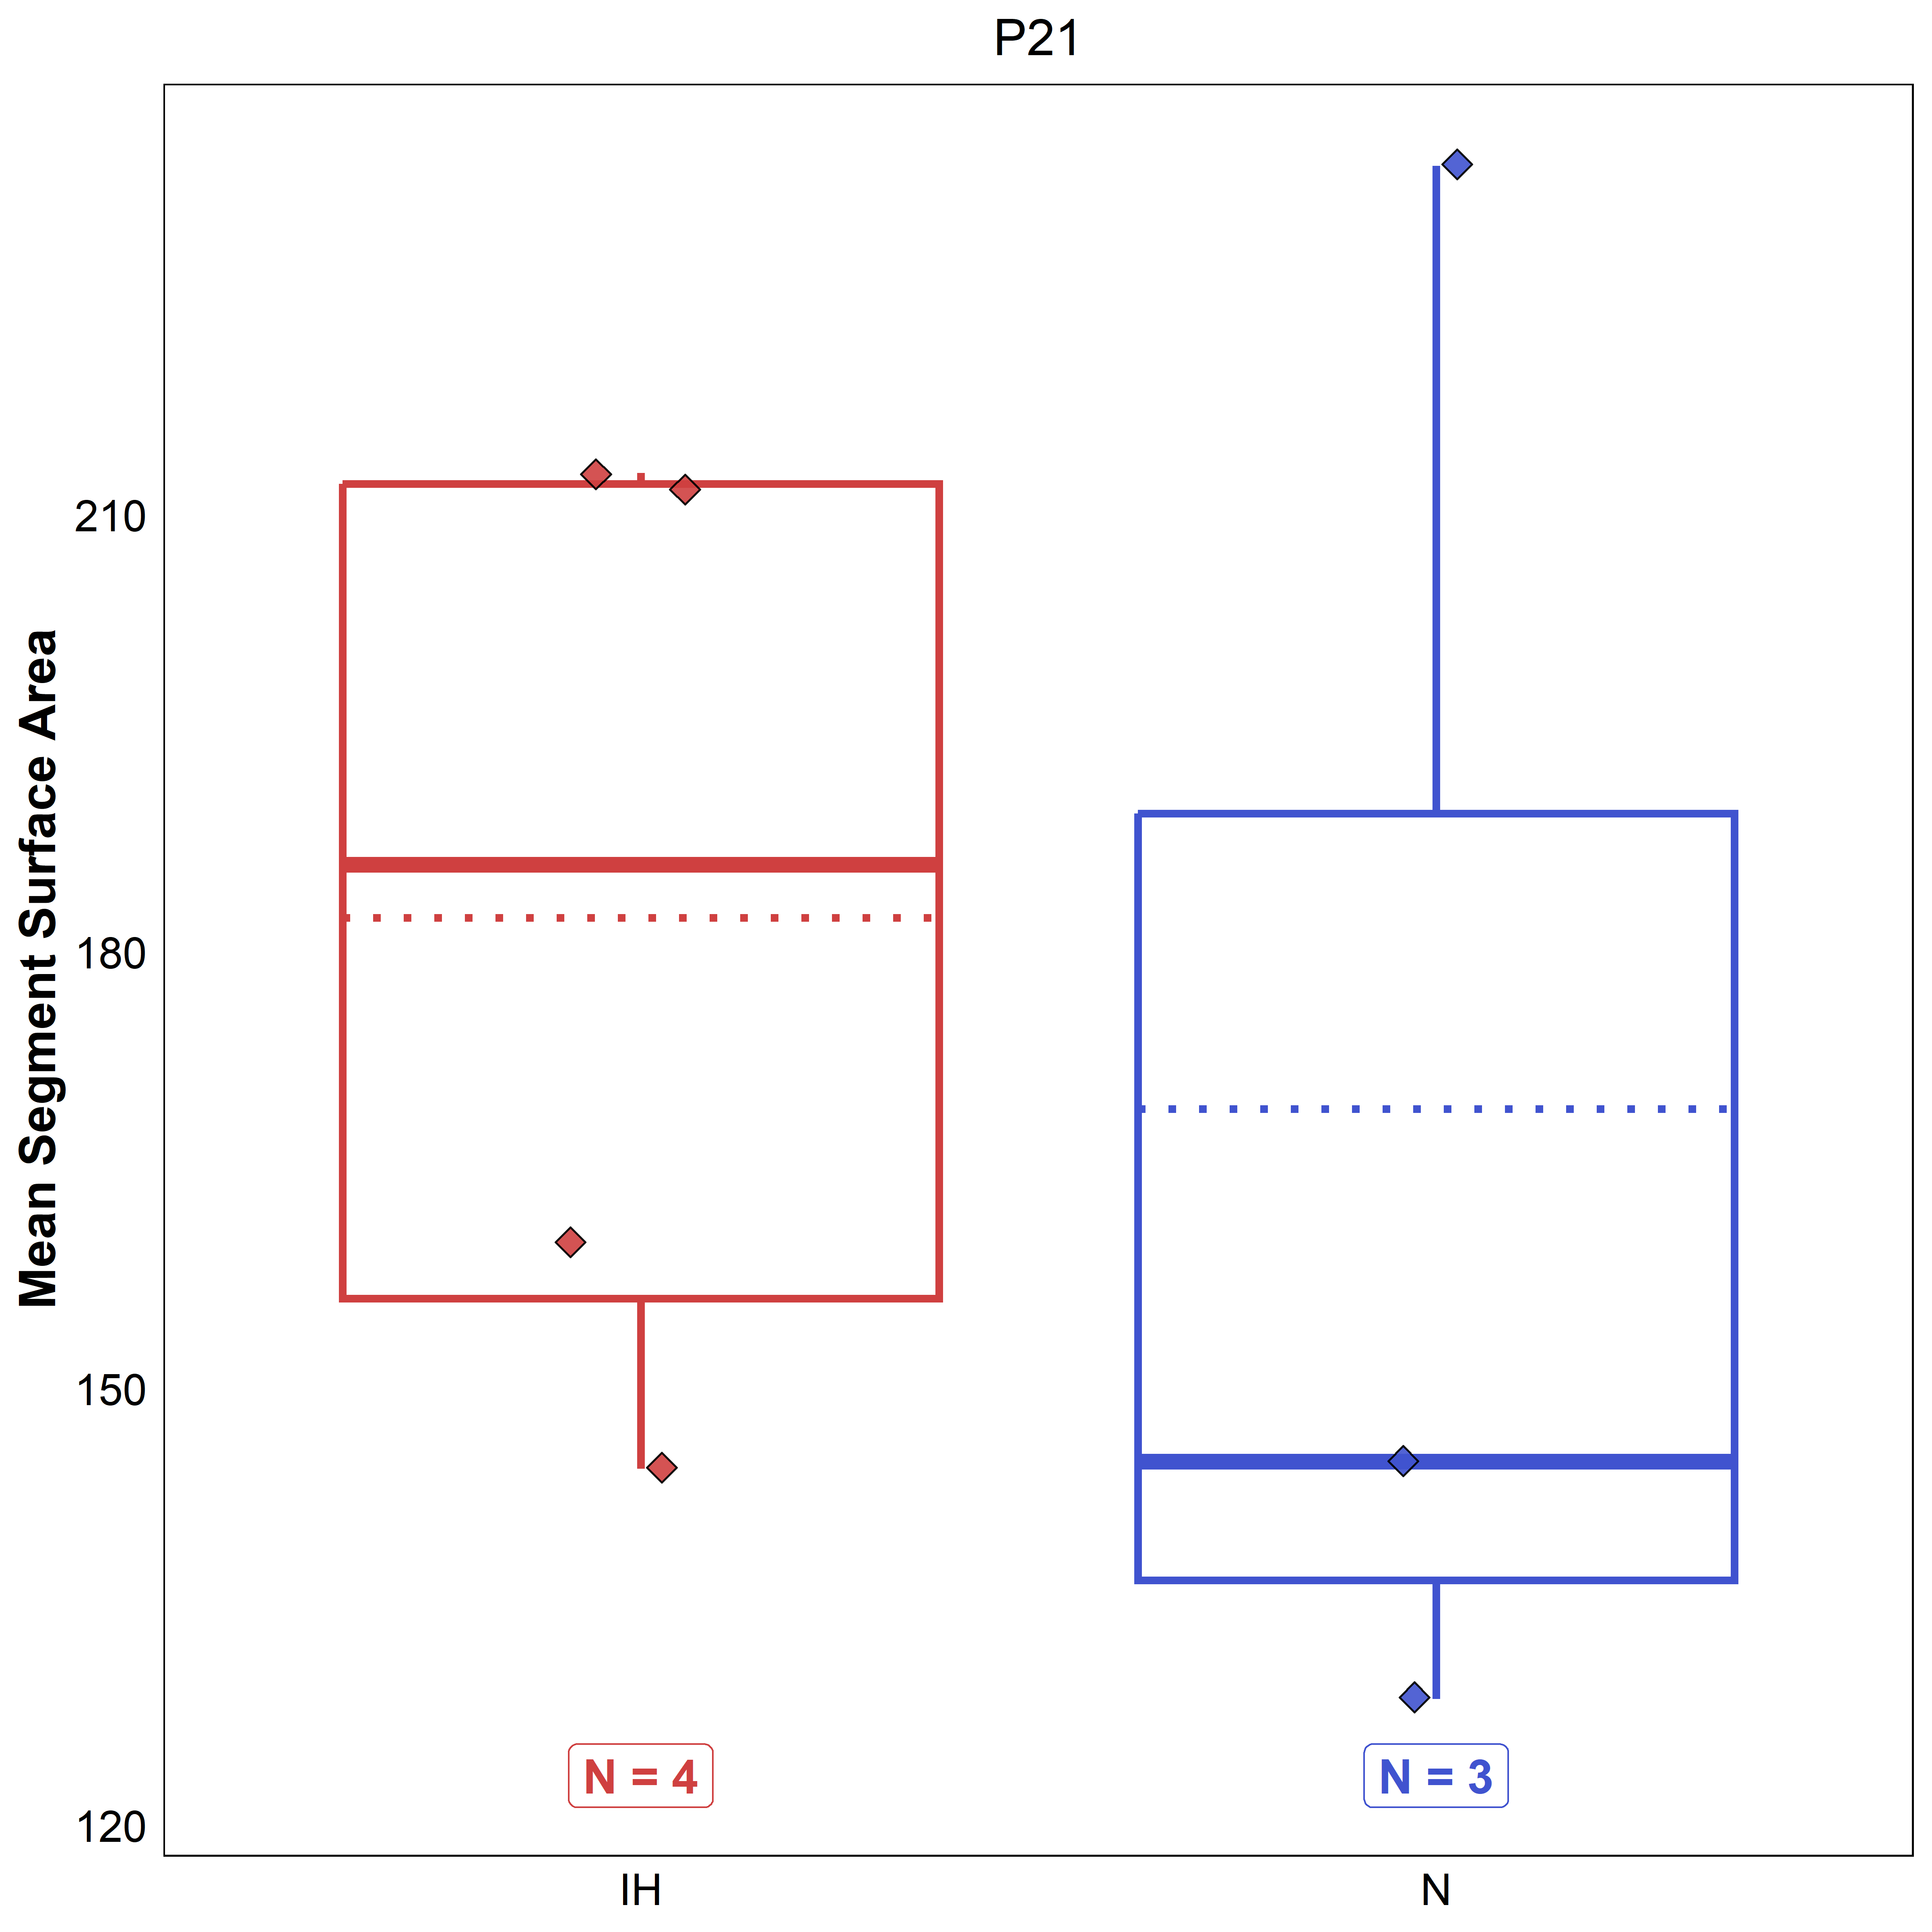 P21
Mean Segment Surface Area
210
180
150
120
N = 4
N = 3
IH
N